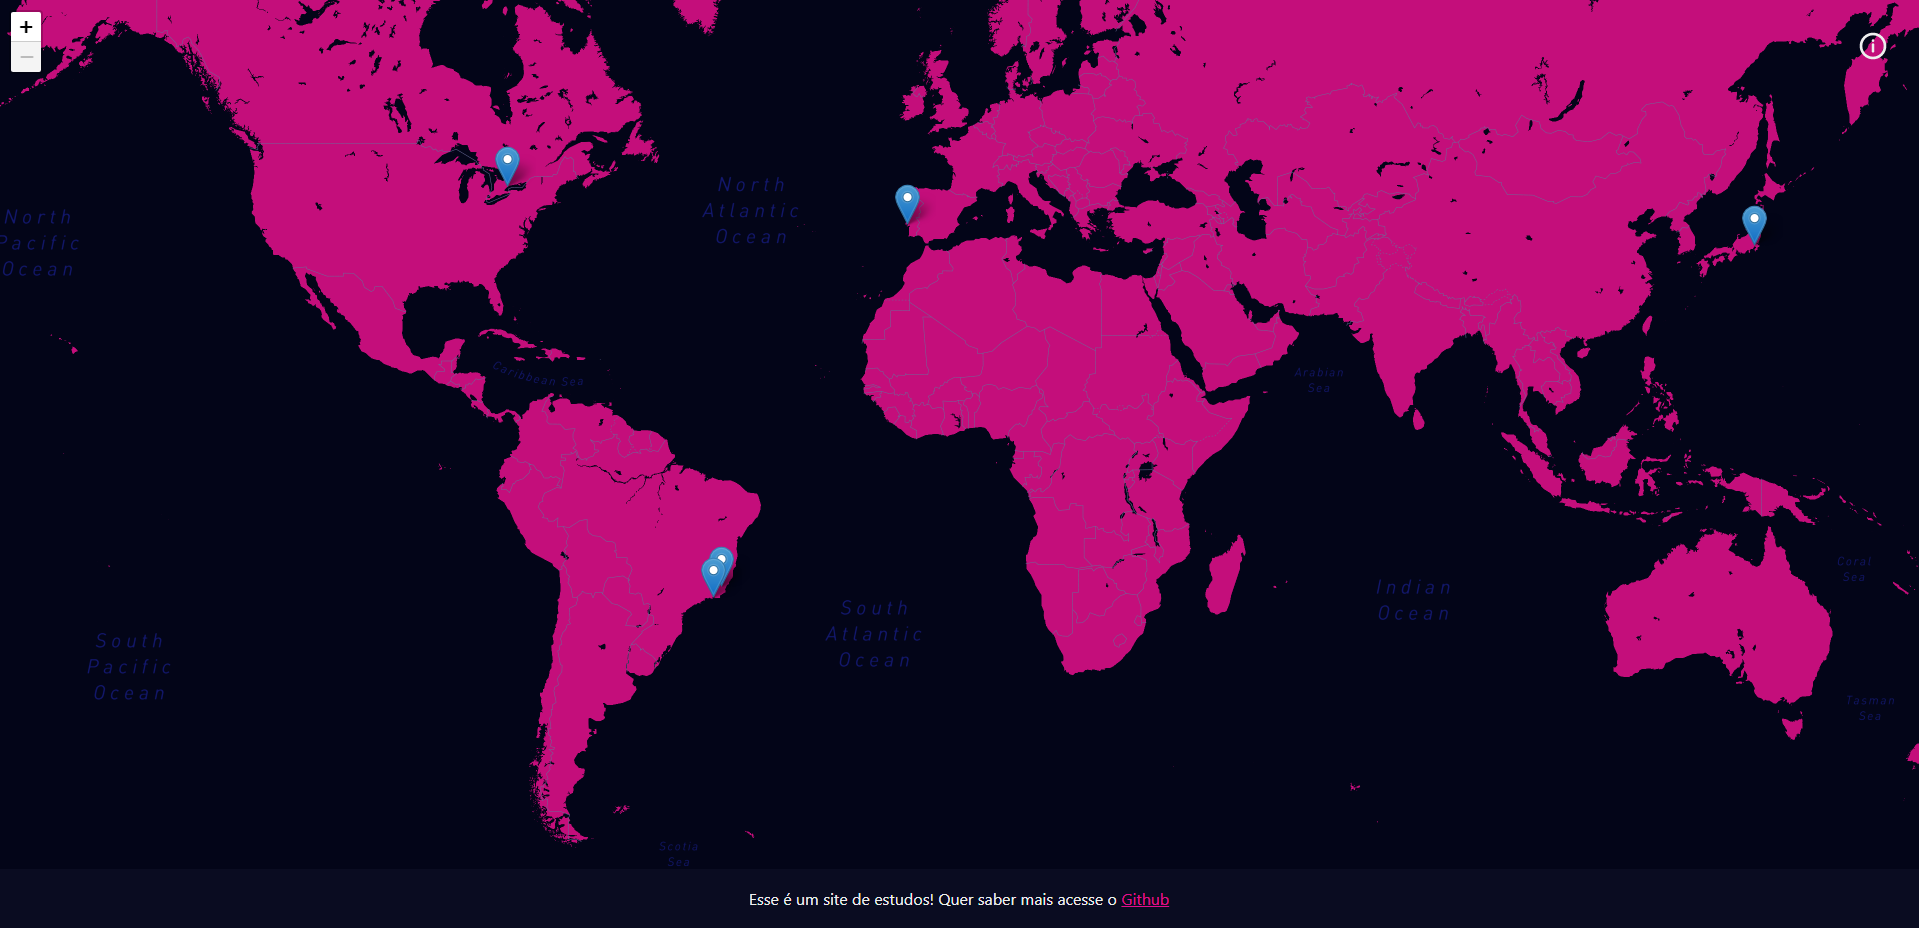 +
−
North
Pacific
Ocean
North
Atlantic
Ocean
Caribbean Sea
Arabian
Sea
South
Pacific
Ocean
South
Atlantic
Ocean
Indian
Ocean
Coral
Sea
Tasman
Sea
Scotia
Sea
Esse é um site de estudos! Quer saber mais acesse o Github